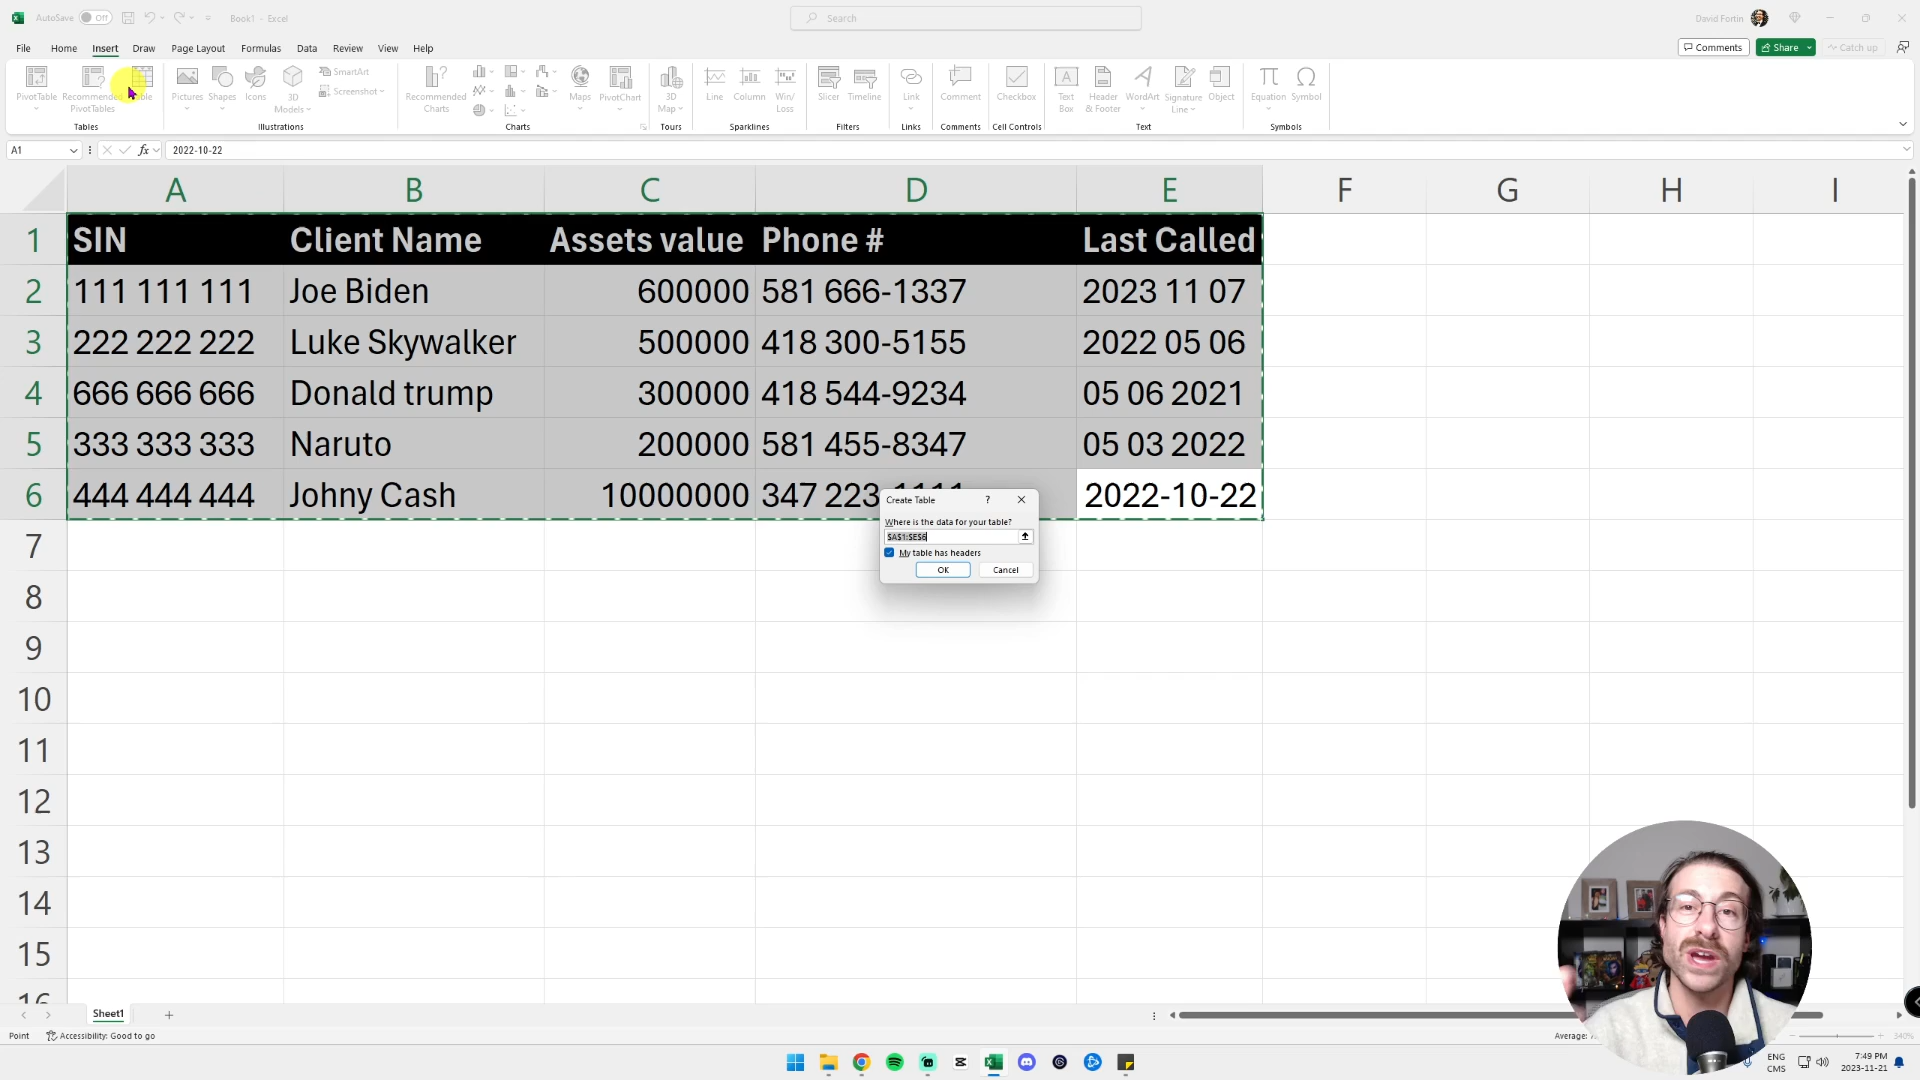 AutoSave Off Book1 - Excel Search David Fortin
File Home Insert Draw Page Layout Formulas Data Review View Help Comments Share Catch up
PivotTable Recommended PivotTables Table
Pictures Shapes Icons 3D Models SmartArt Screenshot
Recommended Charts Maps PivotChart 3D Map Line Column Win/Loss
Slicer Timeline Link Comment Checkbox
Text Box Header & Footer WordArt Signature Line Object Equation Symbol
Tables Illustrations Charts Tours Sparklines Filters Links Comments Cell Controls Text Symbols
A1 fx 2022-10-22
A B C D E F G H I
1 SIN Client Name Assets value Phone # Last Called
2 111 111 111 Joe Biden 600000 581 666-1337 2023 11 07
3 222 222 222 Luke Skywalker 500000 418 300-5155 2022 05 06
4 666 666 666 Donald trump 300000 418 544-9234 05 06 2021
5 333 333 333 Naruto 200000 581 455-8347 05 03 2022
6 444 444 444 Johny Cash 10000000 347 223-1111 2022-10-22
Create Table ?
Where is the data for your table?
$A$1:$E$6
My table has headers
OK Cancel
7
8
9
10
11
12
13
14
15
16
Sheet1
Point Accessibility: Good to go Average: 340%
ENG
CMS
7:49 PM
2023-11-21